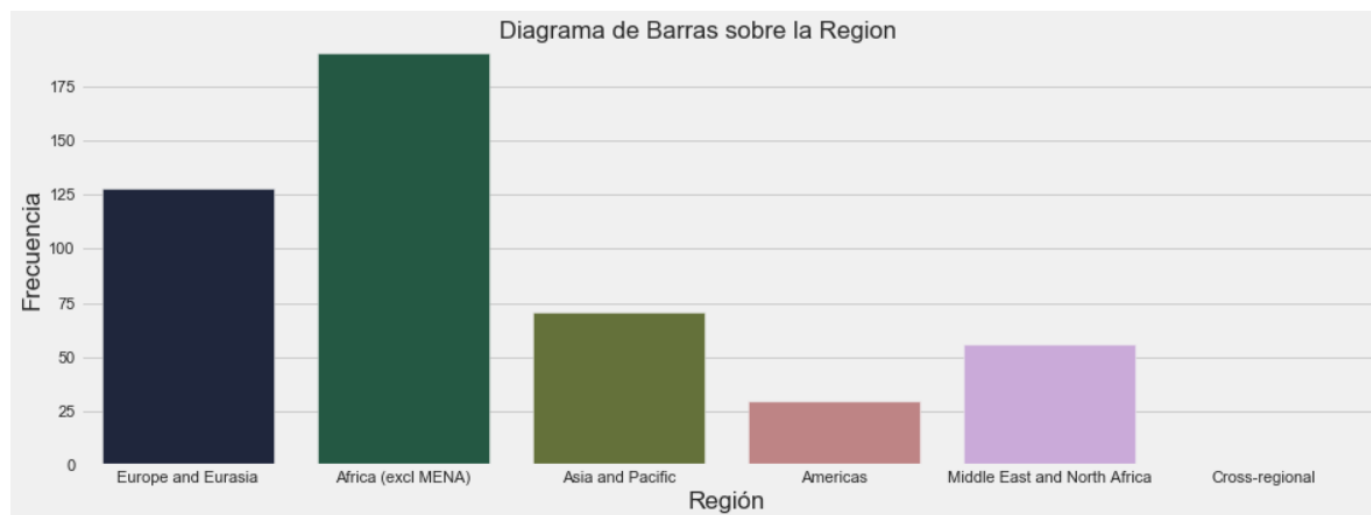 Diagrama de Barras sobre la Region
Frecuencia
175
150
125
100
75
50
25
0
Europe and Eurasia
Africa (excl MENA)
Asia and Pacific
Americas
Middle East and North Africa
Cross-regional
Región